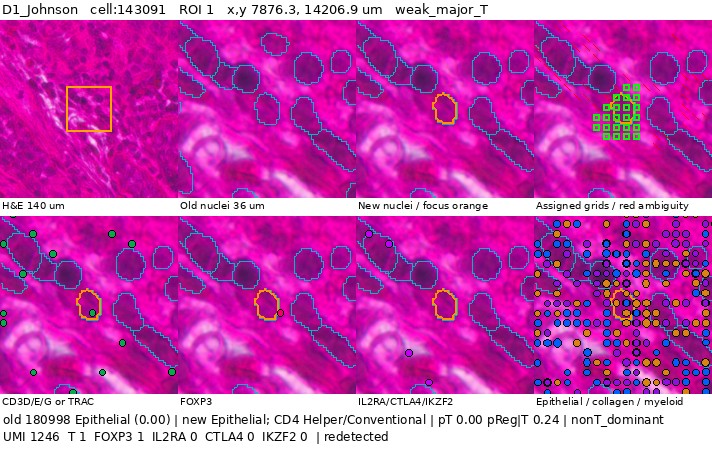 D1_Johnson cell:143091 ROI 1 x,y 7876.3, 14206.9 um weak_major_T
H&E 140 um
Old nuclei 36 um
New nuclei / focus orange
Assigned grids / red ambiguity
CD3D/E/G or TRAC
FOXP3
IL2RA/CTLA4/IKZF2
Epithelial / collagen / myeloid
old 180998 Epithelial (0.00) | new Epithelial; CD4 Helper/Conventional | pT 0.00 pReg|T 0.24 | nonT_dominant
UMI 1246 T 1 FOXP3 1 IL2RA 0 CTLA4 0 IKZF2 0 | redetected